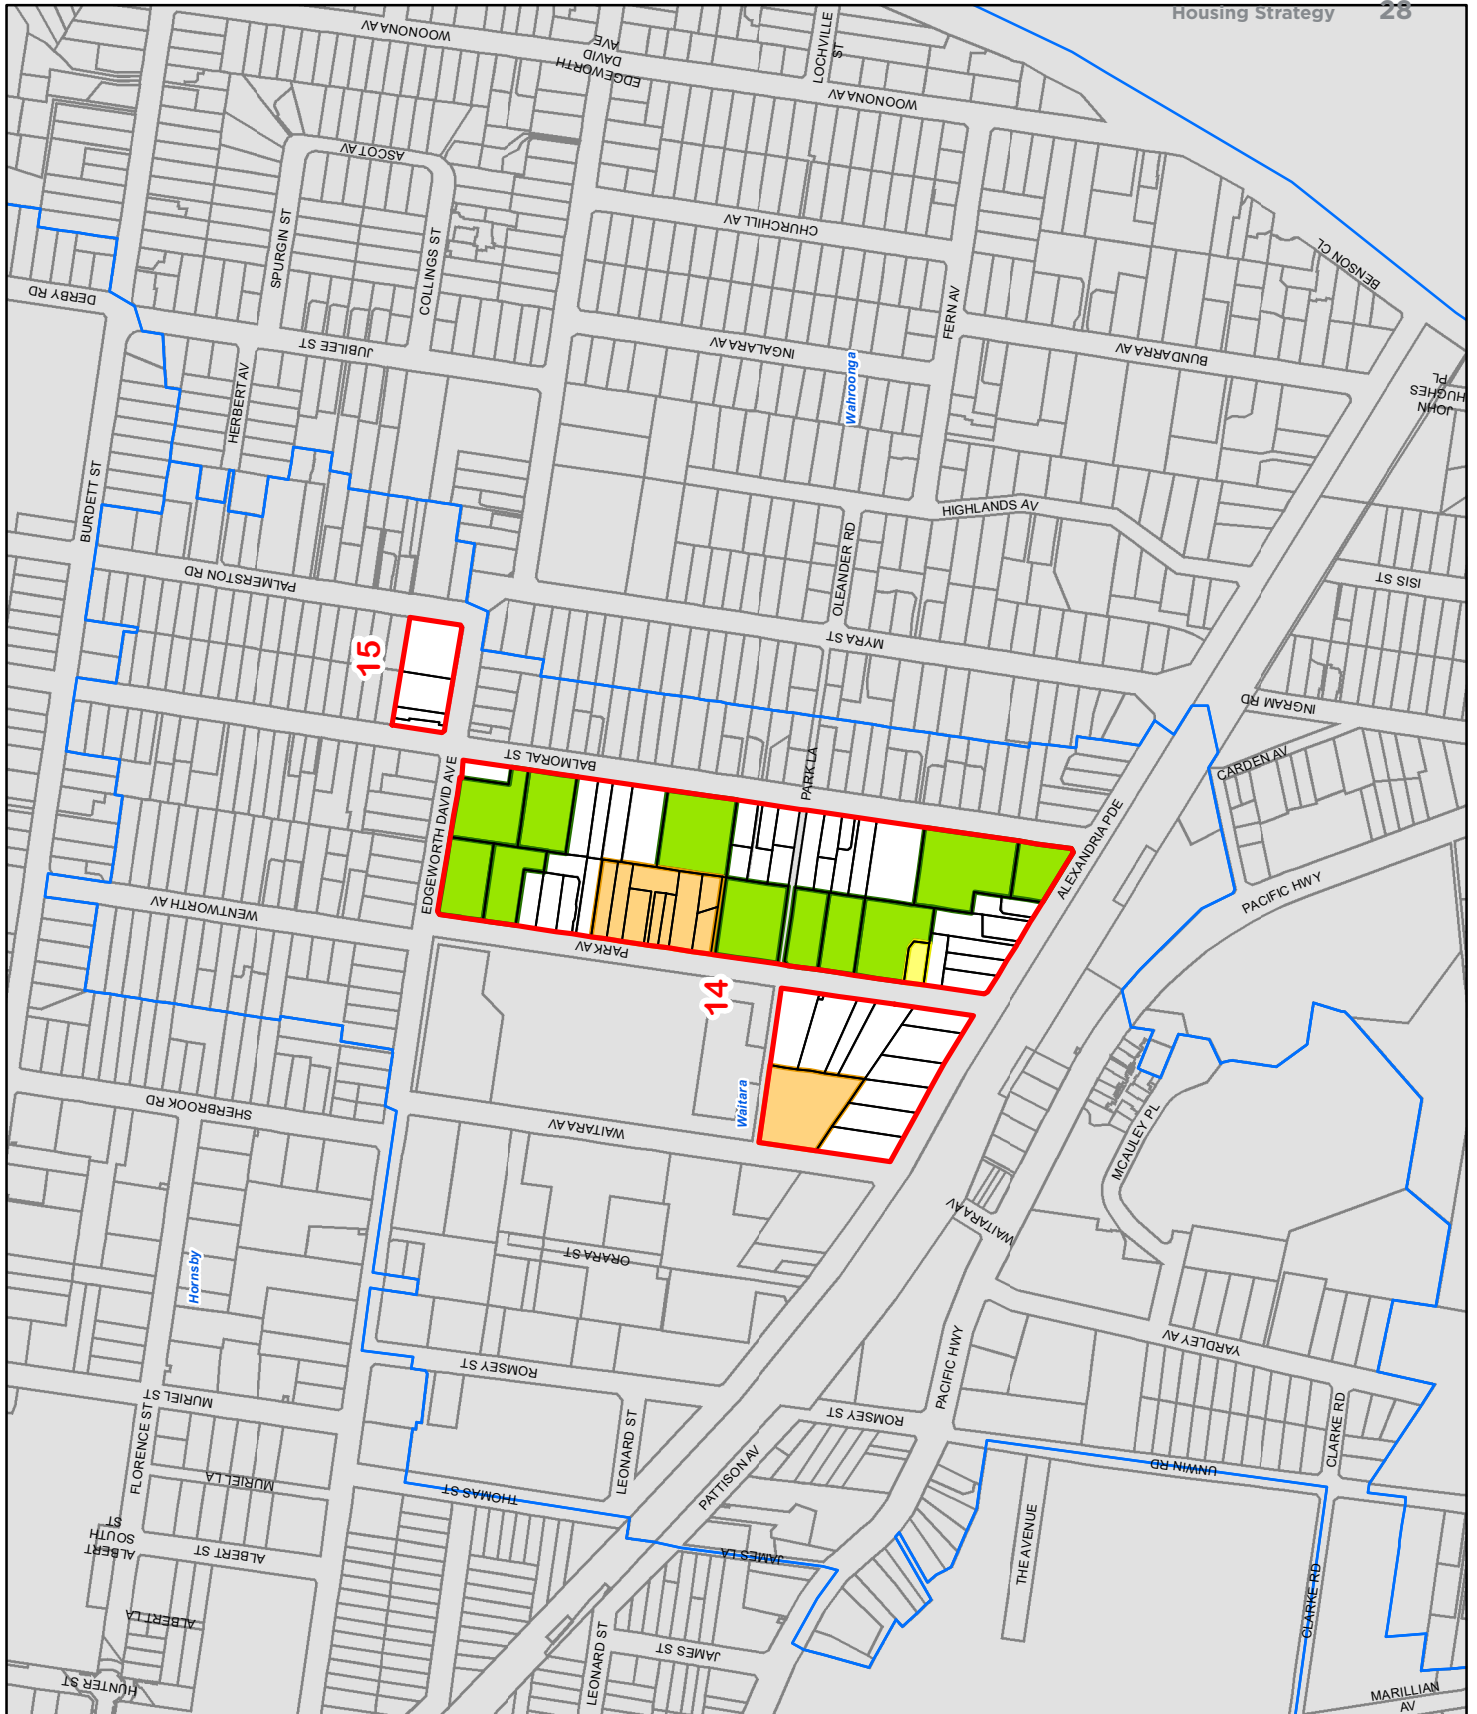 Housing Strategy 28
WOONONA AV
EDGEWORTH
DAVID
AVE
LOCHVILLE
ST
WOONONA AV
ASCOT AV
SPURGIN ST
COLLINGS ST
CHURCHILL AV
BENSON CL
DERBY RD
JUBILEE ST
INGALARA AV
FERN AV
Wahroonga
BUNDARRA AV
JOHN
HUGHES
PL
HERBERT AV
BURDETT ST
HIGHLANDS AV
OLEANDER RD
PALMERSTON RD
ISIS ST
MYRA ST
15
INGRAM RD
BALMORAL ST
PARK LA
CARDEN AV
EDGEWORTH DAVID AVE
ALEXANDRIA PDE
PACIFIC HWY
WENTWORTH AV
PARK AV
14
SHERBROOK RD
Waitara
WAITARA AV
MCAULEY PL
WAITARA AV
ORARA ST
Hornsby
YARDLEY AV
ROMSEY ST
PACIFIC HWY
MURIEL ST
FLORENCE ST
ROMSEY ST
LEONARD ST
CLARKE RD
MURIEL LA
PATTISON AV
UNWIN RD
THOMAS ST
ALBERT
SOUTH
ST
ALBERT ST
JAMES LA
THE AVENUE
CLARKE RD
ALBERT LA
LEONARD ST
JAMES ST
HUNTER ST
MARILLIAN
AV